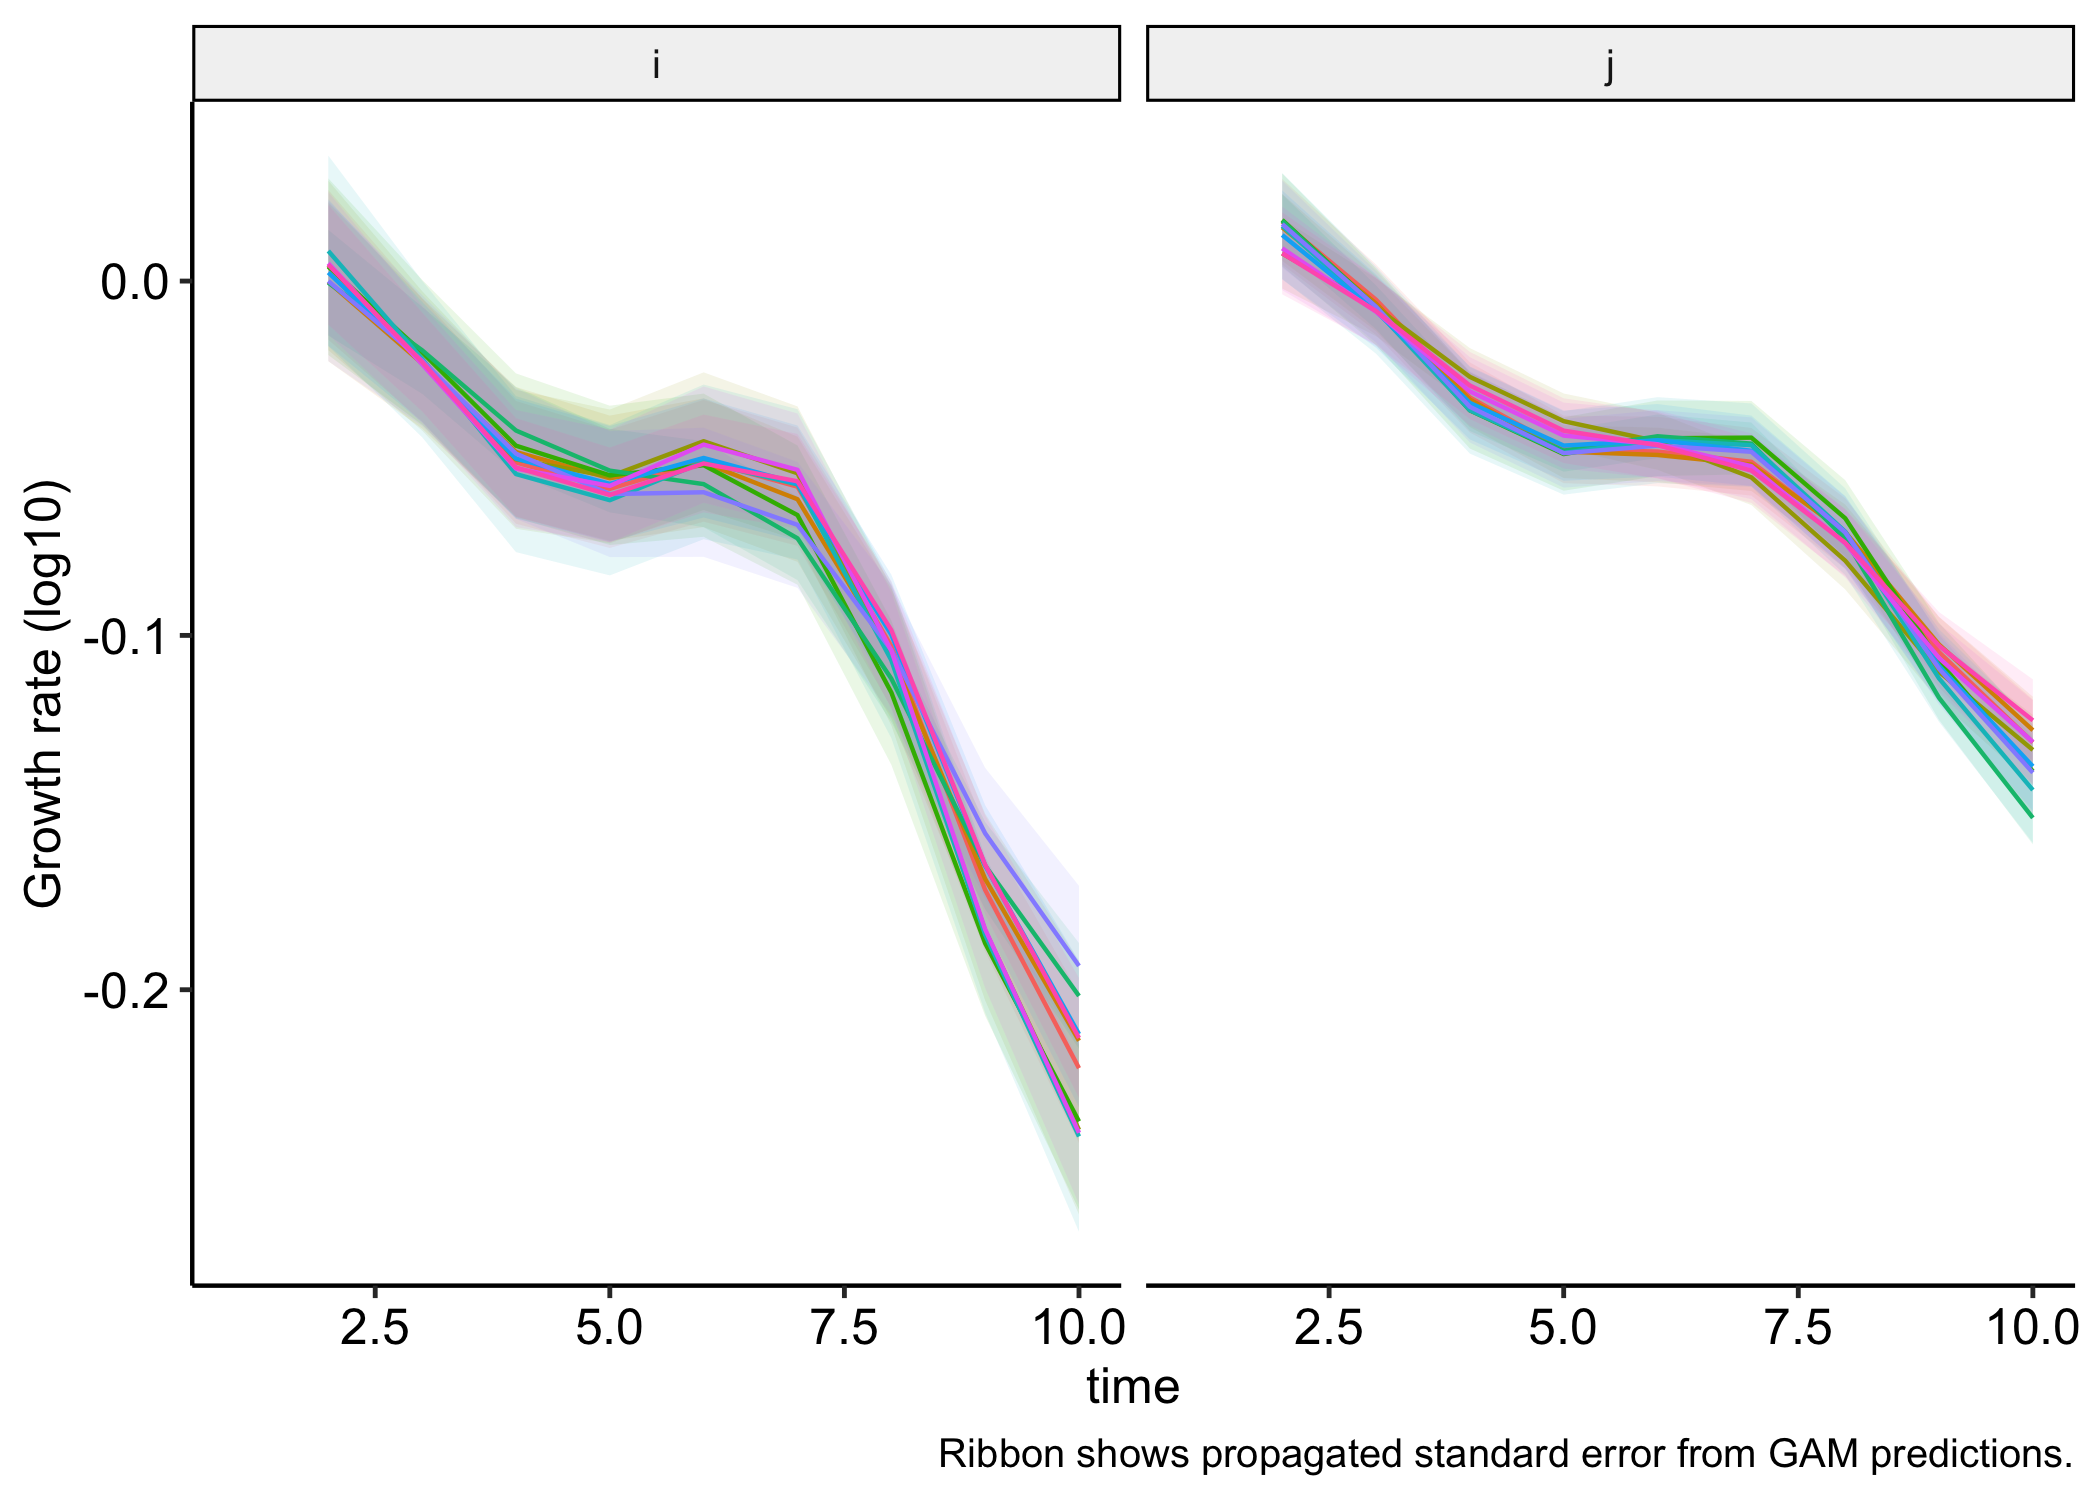 i
j
Growth rate (log10)
0.0
-0.1
-0.2
2.5 5.0 7.5 10.0
2.5 5.0 7.5 10.0
time
Ribbon shows propagated standard error from GAM predictions.